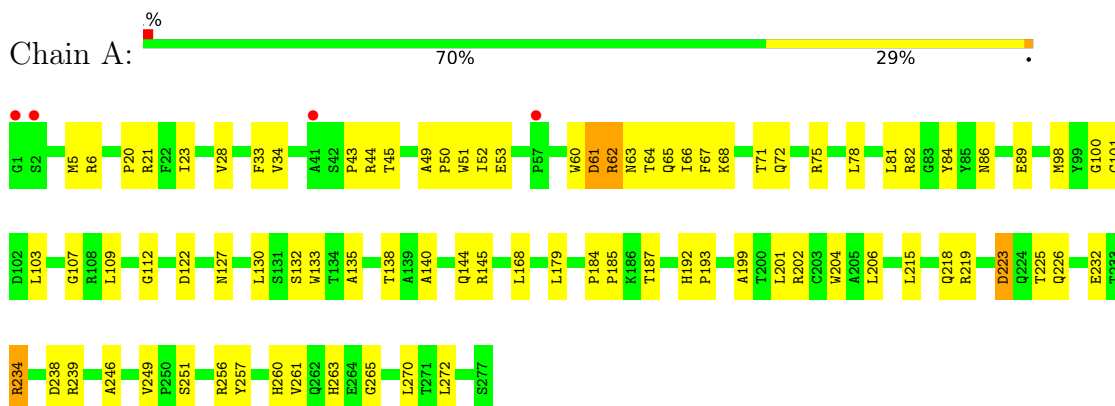 .%
Chain A:
70% 29% •
G1 S2 M5 R6 P20 R21 F22 I23 V28 F33 V34 A41 S42 P43 R44 T45 A49 P50 W51 I52 E53 P57 W60 D61 R62 N63 T64 Q65 I66 F67 K68 T71 Q72 R75 L78 L81 R82 G83 Y84 Y85 N86 E89 M98 Y99 G100
D102 L103 G107 R108 L109 G112 D122 N127 L130 S131 S132 W133 T134 A135 T138 A139 A140 Q144 R145 L168 L179 P184 P185 K186 T187 H192 P193 A199 T200 L201 R202 C203 W204 A205 L206 L215 Q218 R219 D223 Q224 T225 Q226 E232
R234 D238 R239 A246 V249 P250 S251 R256 Y257 H260 V261 Q262 H263 E264 G265 L270 T271 L272 S277